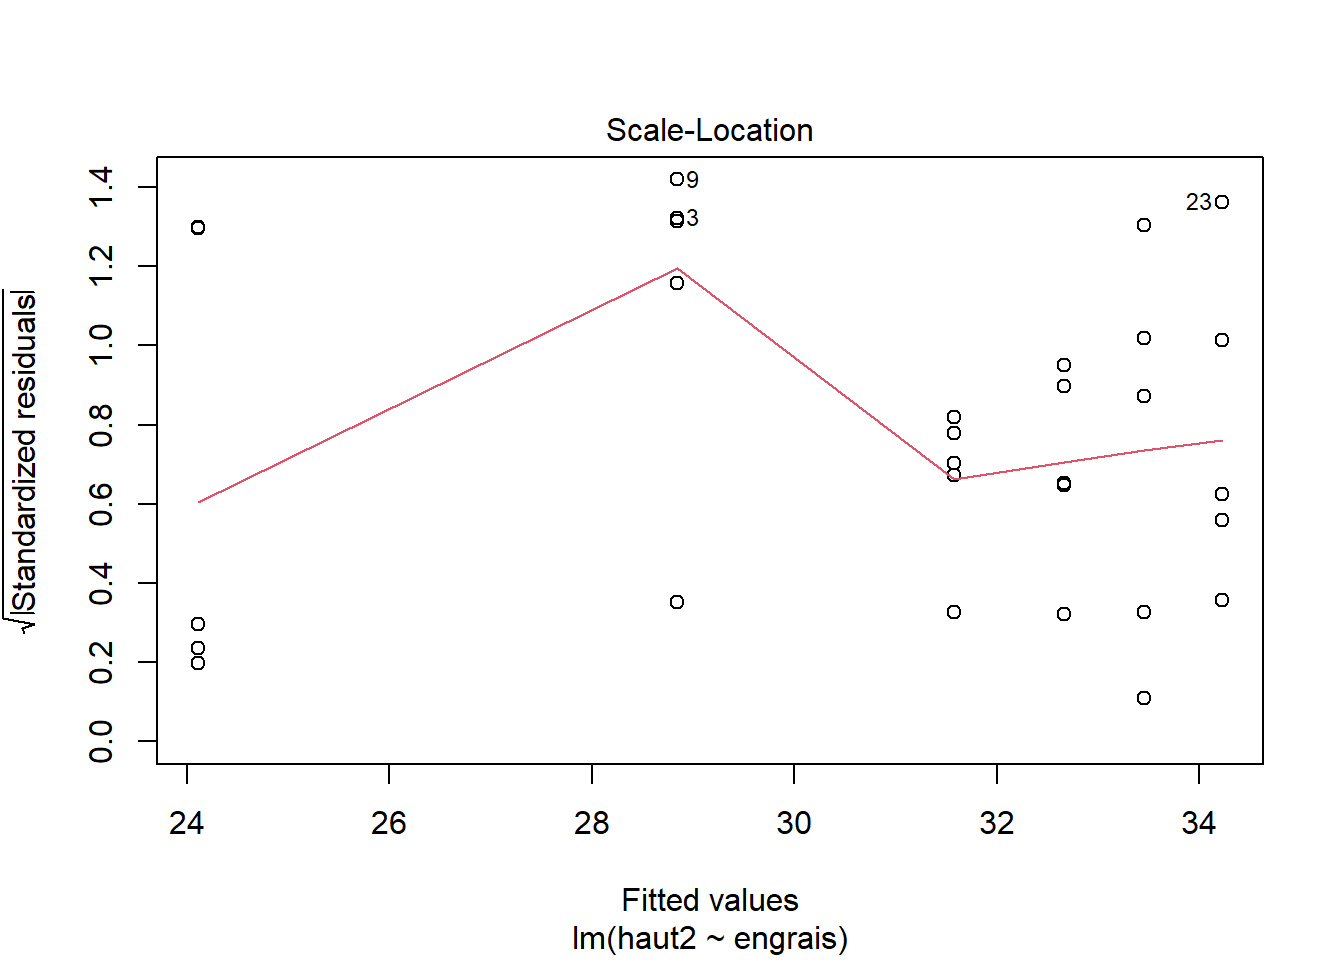 Scale-Location
√|Standardized residuals|
1.4
1.2
1.0
0.8
0.6
0.4
0.2
0.0
9
3
23
24 26 28 30 32 34
Fitted values
lm(haut2 ~ engrais)